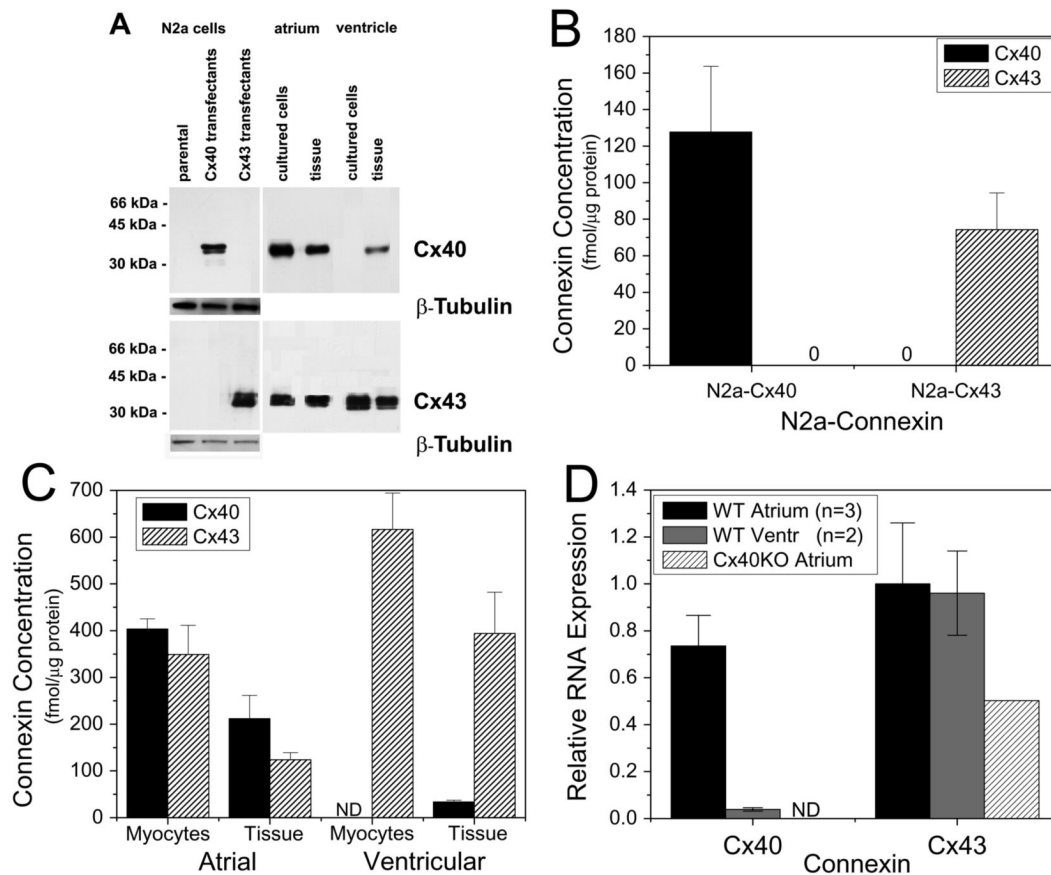 A
N2a cells
atrium
ventricle
parental
Cx40 transfectants
Cx43 transfectants
cultured cells
tissue
cultured cells
tissue
66 kDa -
45 kDa -
30 kDa -
Cx40
β-Tubulin
66 kDa -
45 kDa -
30 kDa -
Cx43
β-Tubulin
B
Connexin Concentration
(fmol/μg protein)
180
160
140
120
100
80
60
40
20
0
Cx40
Cx43
0
0
N2a-Cx40
N2a-Cx43
N2a-Connexin
C
Connexin Concentration
(fmol/μg protein)
700
600
500
400
300
200
100
0
Cx40
Cx43
ND
Myocytes
Tissue
Myocytes
Tissue
Atrial
Ventricular
D
Relative RNA Expression
1.4
1.2
1.0
0.8
0.6
0.4
0.2
0.0
WT Atrium (n=3)
WT Ventr (n=2)
Cx40KO Atrium
ND
Cx40
Cx43
Connexin